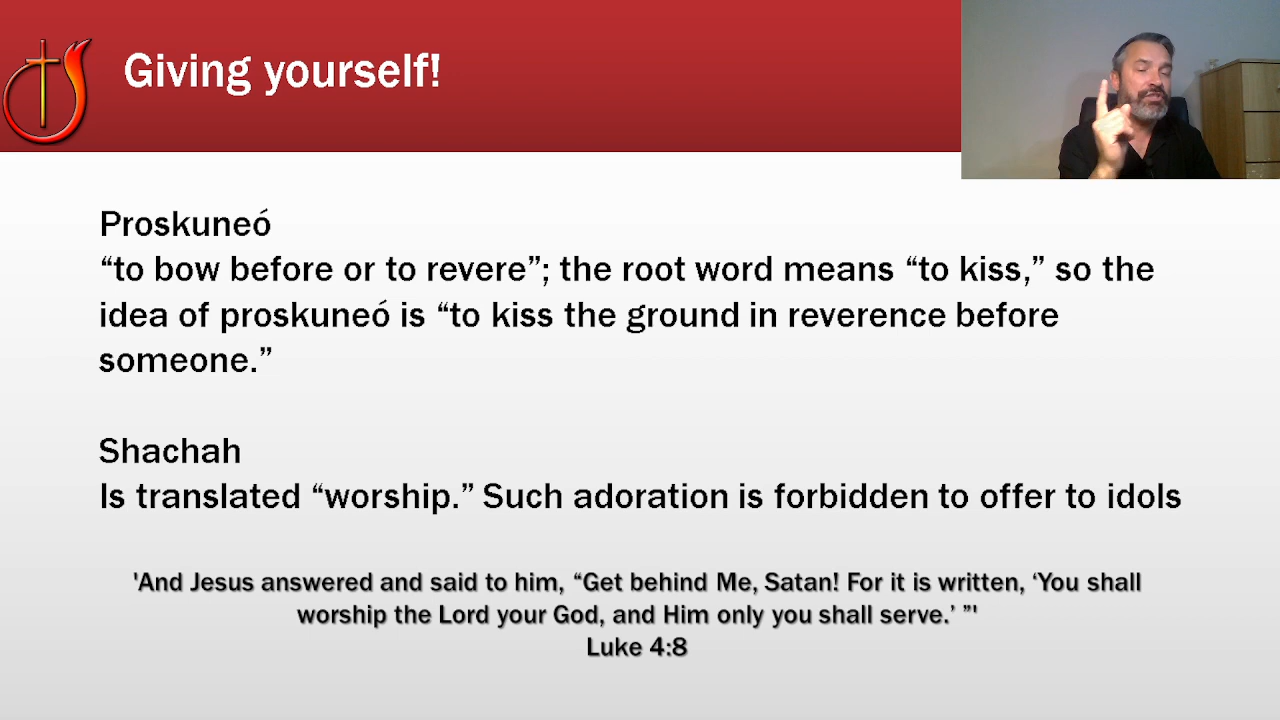 Giving yourself!
Proskuneó
“to bow before or to revere”; the root word means “to kiss,” so the
idea of proskuneó is “to kiss the ground in reverence before
someone.”
Shachah
Is translated “worship.” Such adoration is forbidden to offer to idols
'And Jesus answered and said to him, “Get behind Me, Satan! For it is written, ‘You shall
worship the Lord your God, and Him only you shall serve.’ ”'
Luke 4:8